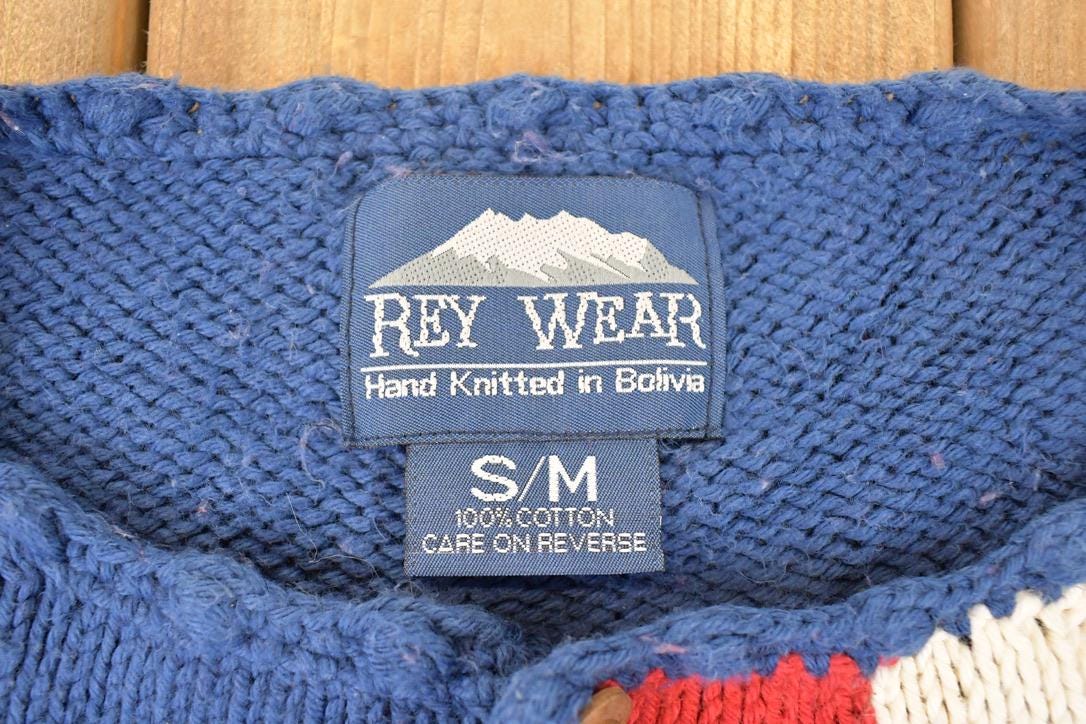 REY WEAR
Hand Knitted in Bolivia
S/M
100% COTTON
CARE ON REVERSE